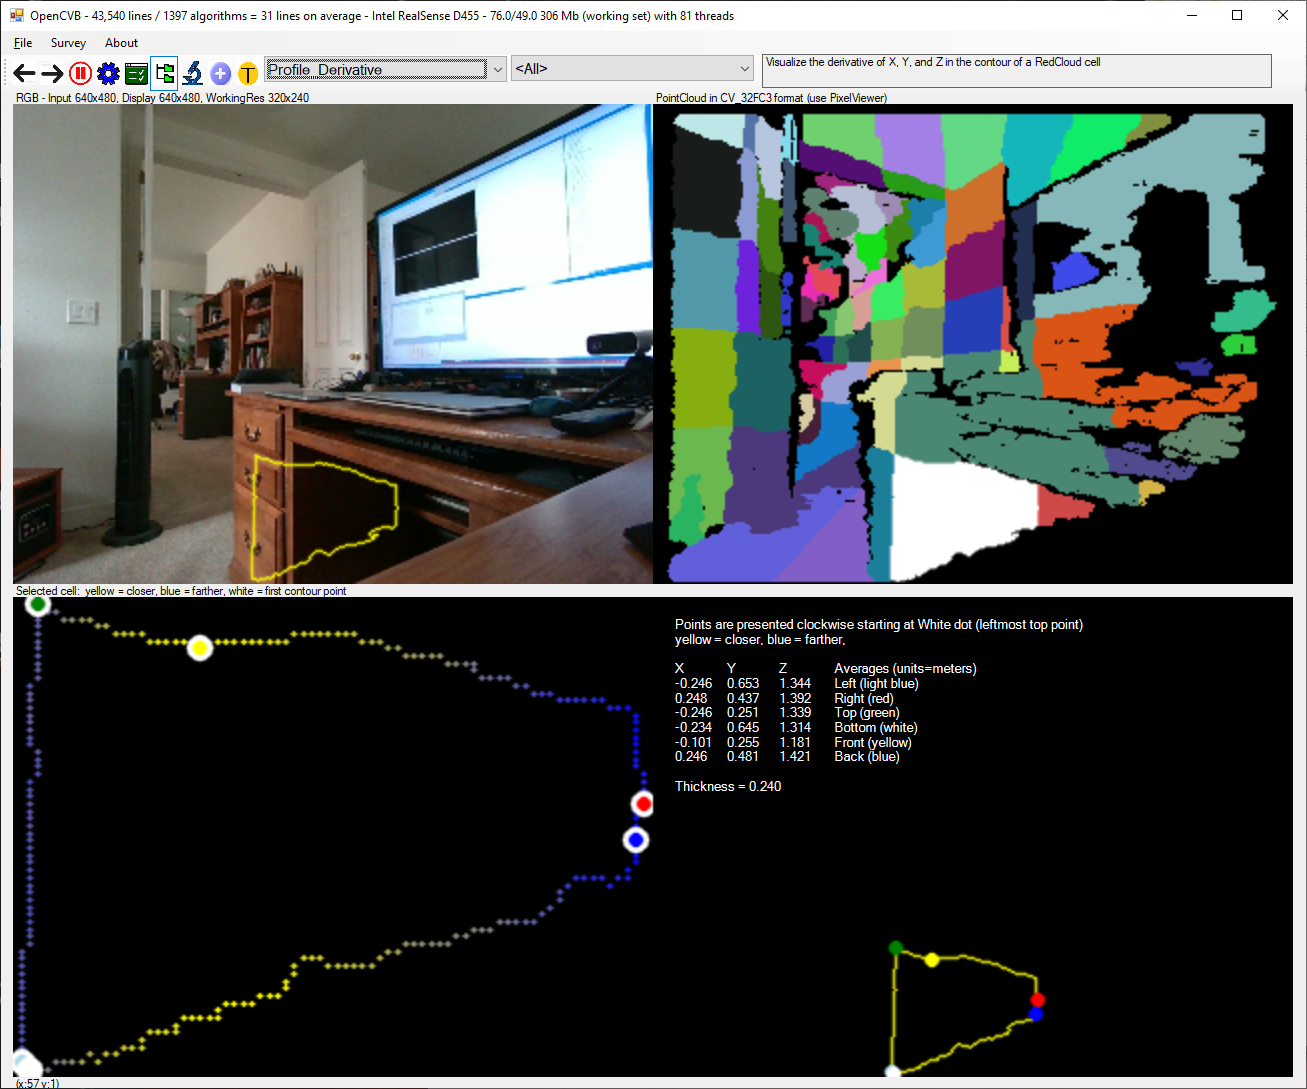 OpenCVB - 43,540 lines / 1397 algorithms = 31 lines on average - Intel RealSense D455 - 76.0/49.0 306 Mb (working set) with 81 threads
File Survey About
T Profile_Derivative <All> Visualize the derivative of X, Y, and Z in the contour of a RedCloud cell
RGB - Input 640x480, Display 640x480, WorkingRes 320x240
PointCloud in CV_32FC3 format (use PixelViewer)
Selected cell: yellow = closer, blue = farther, white = first contour point
Points are presented clockwise starting at White dot (leftmost top point)
yellow = closer, blue = farther,
X Y Z Averages (units=meters)
-0.246 0.653 1.344 Left (light blue)
0.248 0.437 1.392 Right (red)
-0.246 0.251 1.339 Top (green)
-0.234 0.645 1.314 Bottom (white)
-0.101 0.255 1.181 Front (yellow)
0.246 0.481 1.421 Back (blue)
Thickness = 0.240
(x:57 y:1)